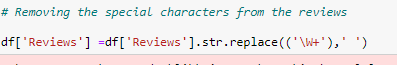 # Removing the special characters from the reviews
df['Reviews'] =df['Reviews'].str.replace(('\W+'),' ')